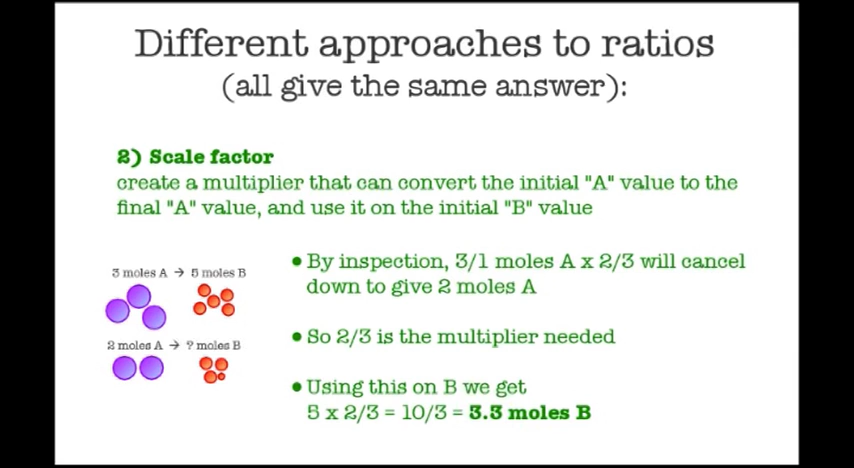 Different approaches to ratios
(all give the same answer):
2) Scale factor
create a multiplier that can convert the initial "A" value to the
final "A" value, and use it on the initial "B" value
3 moles A → 5 moles B
2 moles A → ? moles B
• By inspection, 3/1 moles A x 2/3 will cancel
down to give 2 moles A
• So 2/3 is the multiplier needed
• Using this on B we get
5 x 2/3 = 10/3 = 3.3 moles B